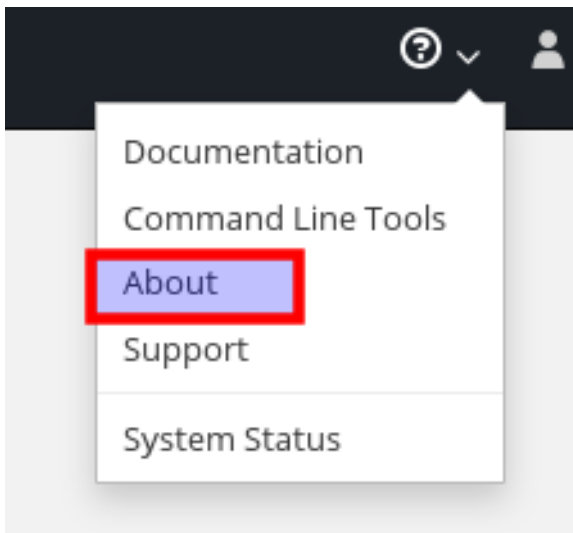 Documentation
Command Line Tools
About
Support
System Status